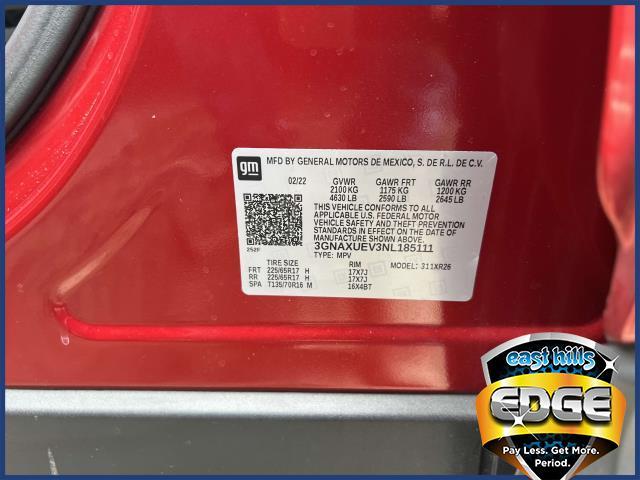 gm
MFD BY GENERAL MOTORS DE MEXICO, S. DE R.L. DE C.V.
02/22 GVWR GAWR FRT GAWR RR
2100 KG 1175 KG 1200 KG
4630 LB 2590 LB 2645 LB
THIS VEHICLE CONFORMS TO ALL
APPLICABLE U.S. FEDERAL MOTOR
VEHICLE SAFETY AND THEFT PREVENTION
STANDARDS IN EFFECT ON THE DATE OF
MANUFACTURE SHOWN ABOVE.
3GNAXUEV3NL185111
252F TYPE: MPV
TIRE SIZE RIM MODEL: 311XR26
FRT 225/65R17 H 17X7J
RR 225/65R17 H 17X7J
SPA T135/70R16 M 16X4BT
east hills
EDGE
Pay Less. Get More.
Period.